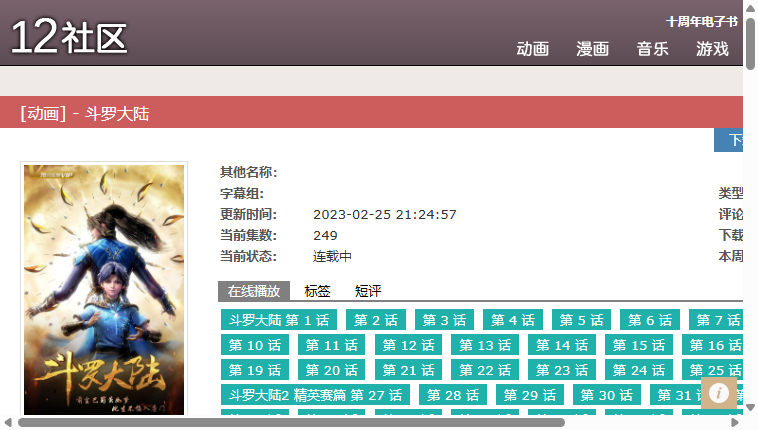 12社区
十周年电子书
动画 漫画 音乐 游戏
[动画] - 斗罗大陆
斗罗大陆
其他名称:
字幕组: 类型
更新时间: 2023-02-25 21:24:57 评论
当前集数: 249 下载
当前状态: 连载中 本周
在线播放 标签 短评
斗罗大陆 第 1 话 第 2 话 第 3 话 第 4 话 第 5 话 第 6 话 第 7 话
第 10 话 第 11 话 第 12 话 第 13 话 第 14 话 第 15 话 第 16 话
第 19 话 第 20 话 第 21 话 第 22 话 第 23 话 第 24 话 第 25 话
斗罗大陆2 精英赛篇 第 27 话 第 28 话 第 29 话 第 30 话 第 31